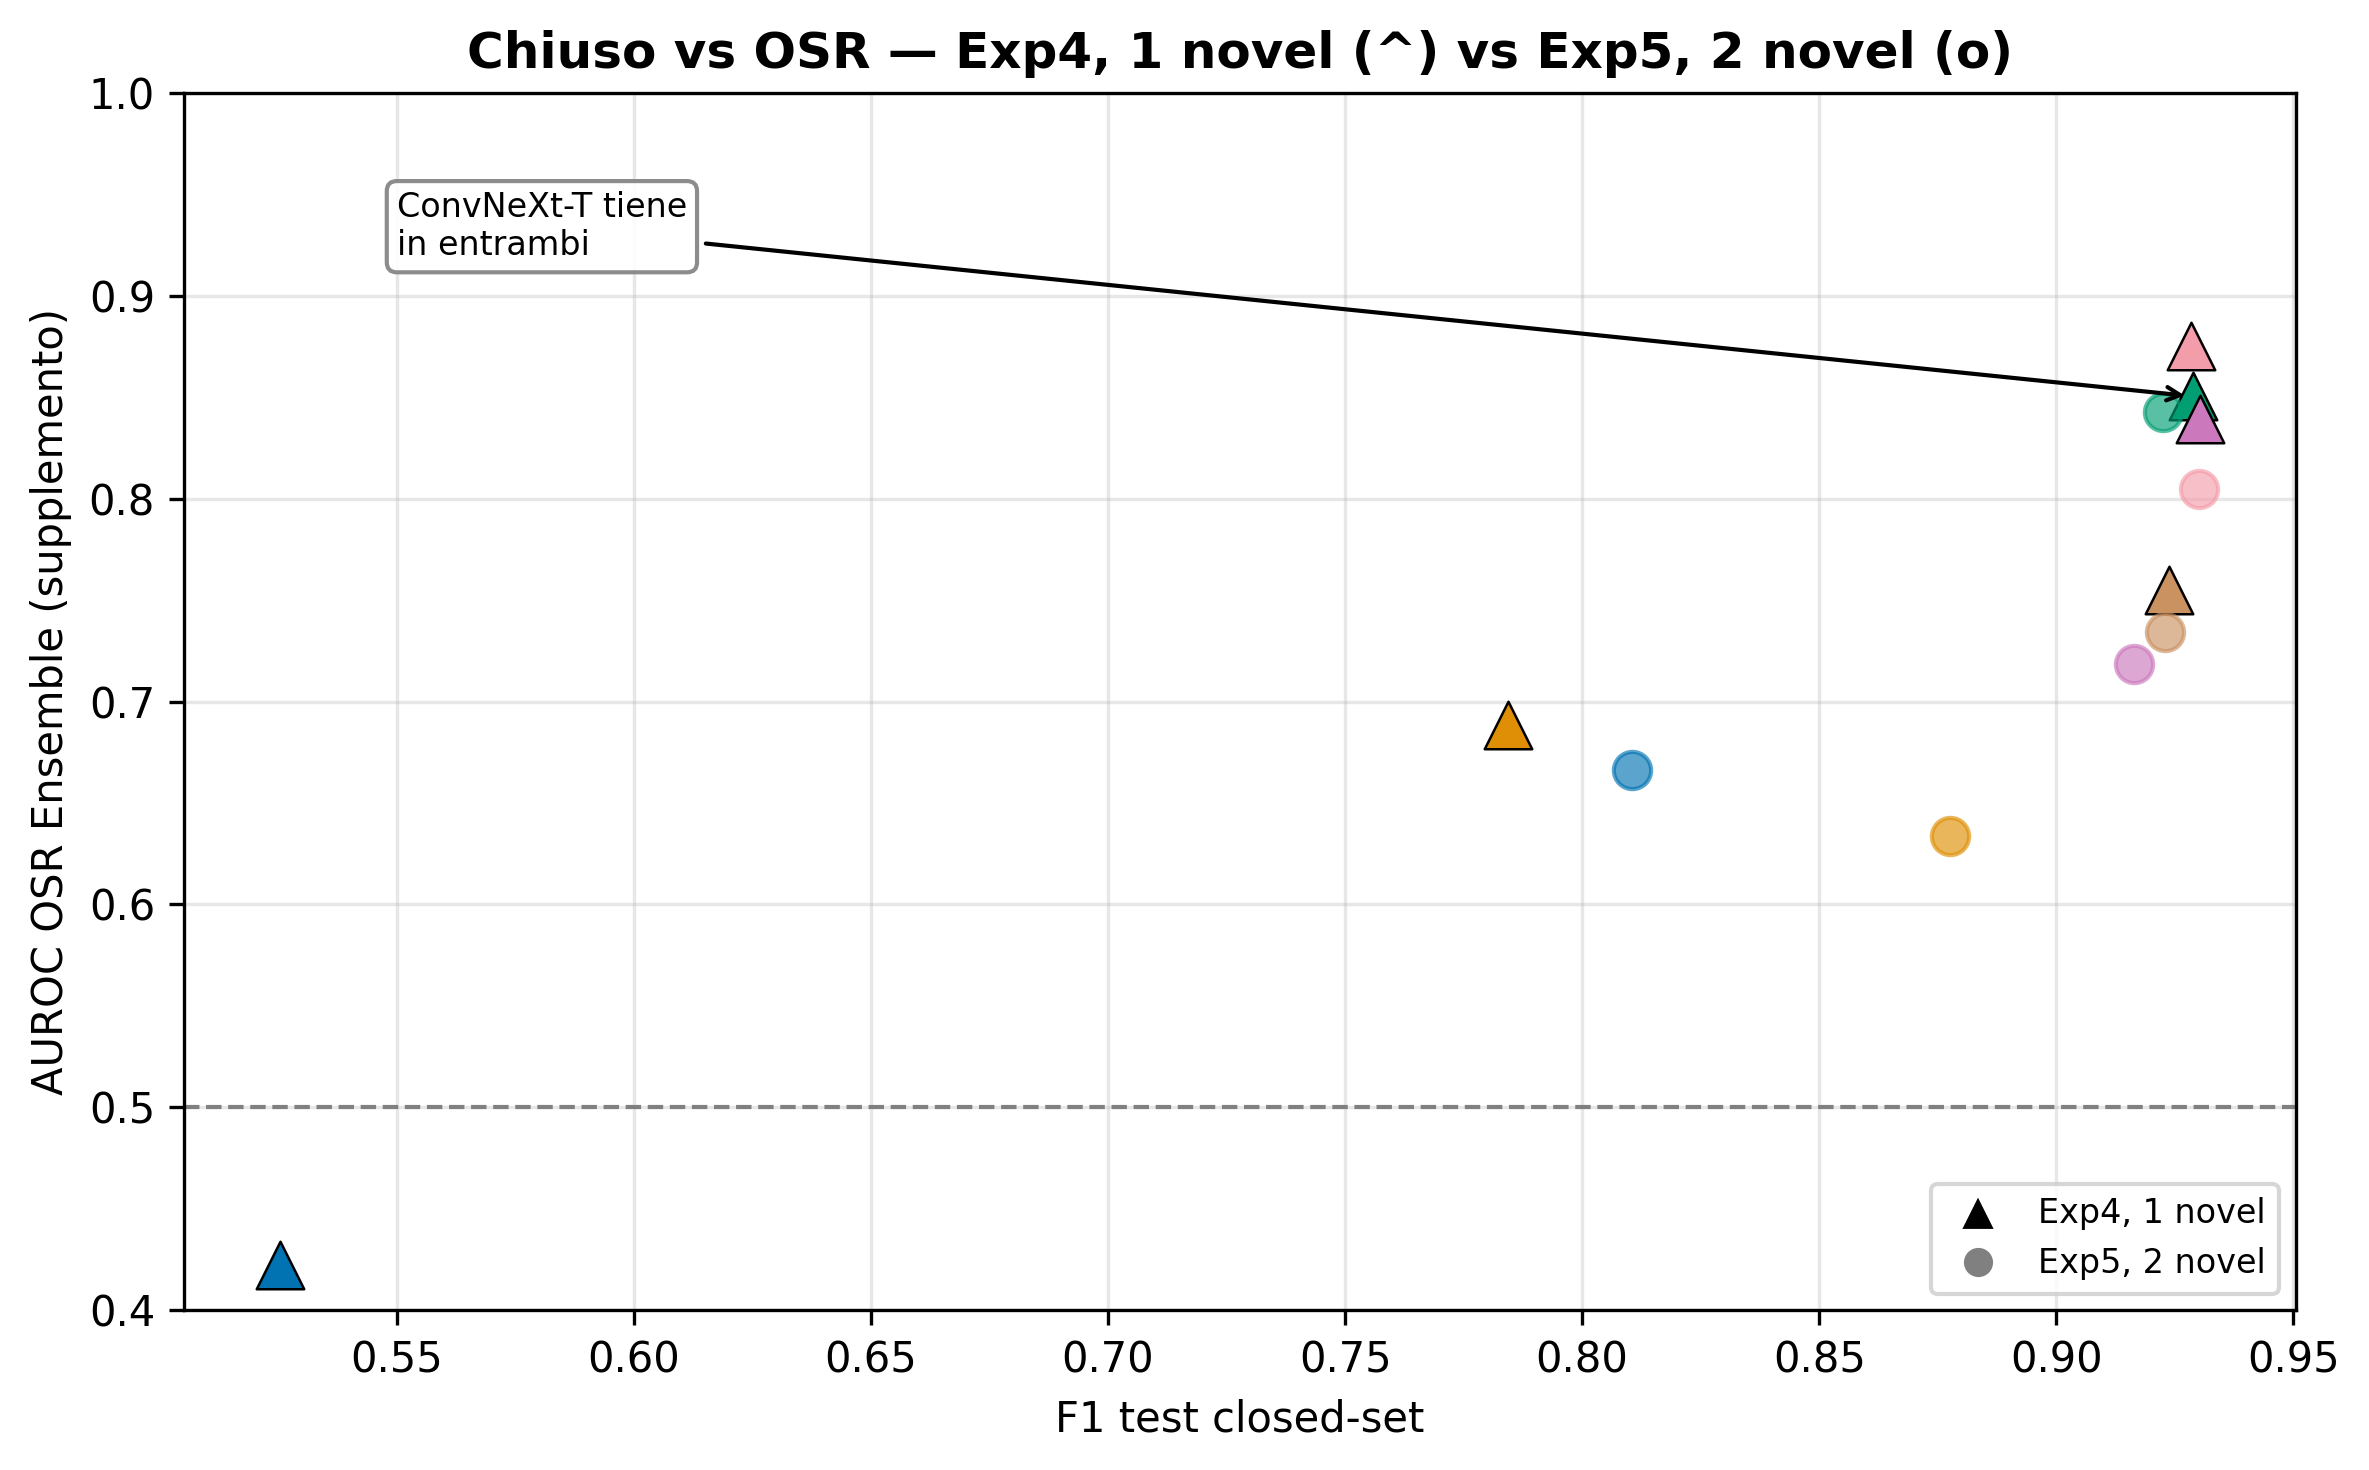 Chiuso vs OSR — Exp4, 1 novel (^) vs Exp5, 2 novel (o)
1.0
0.9
0.8
0.7
0.6
0.5
0.4
AUROC OSR Ensemble (supplemento)
ConvNeXt-T tiene
in entrambi
Exp4, 1 novel
Exp5, 2 novel
0.55
0.60
0.65
0.70
0.75
0.80
0.85
0.90
0.95
F1 test closed-set